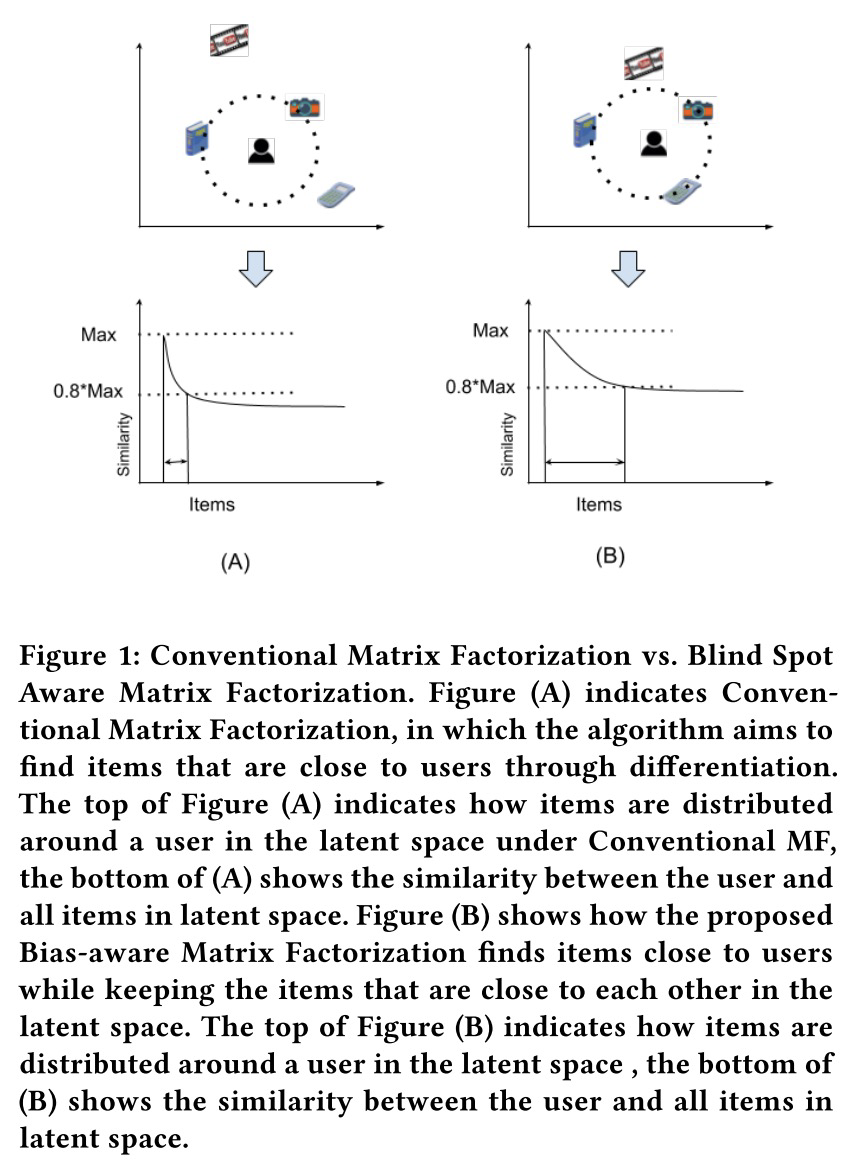 Max
0.8*Max
Similarity
Items
(A)
Max
0.8*Max
Similarity
Items
(B)
Figure 1: Conventional Matrix Factorization vs. Blind Spot
Aware Matrix Factorization. Figure (A) indicates Conven-
tional Matrix Factorization, in which the algorithm aims to
find items that are close to users through differentiation.
The top of Figure (A) indicates how items are distributed
around a user in the latent space under Conventional MF,
the bottom of (A) shows the similarity between the user and
all items in latent space. Figure (B) shows how the proposed
Bias-aware Matrix Factorization finds items close to users
while keeping the items that are close to each other in the
latent space. The top of Figure (B) indicates how items are
distributed around a user in the latent space , the bottom of
(B) shows the similarity between the user and all items in
latent space.